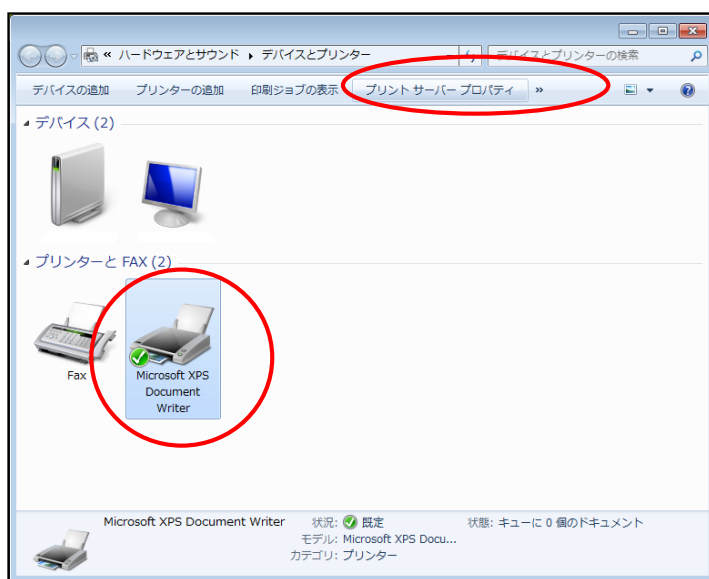 « ハードウェアとサウンド ▸ デバイスとプリンター デバイスとプリンターの検索
デバイスの追加 プリンターの追加 印刷ジョブの表示 プリント サーバー プロパティ »
デバイス (2)
プリンターと FAX (2)
Fax
Microsoft XPS
Document
Writer
Microsoft XPS Document Writer 状況: 既定 状態: キューに 0 個のドキュメント
モデル: Microsoft XPS Docu...
カテゴリ: プリンター